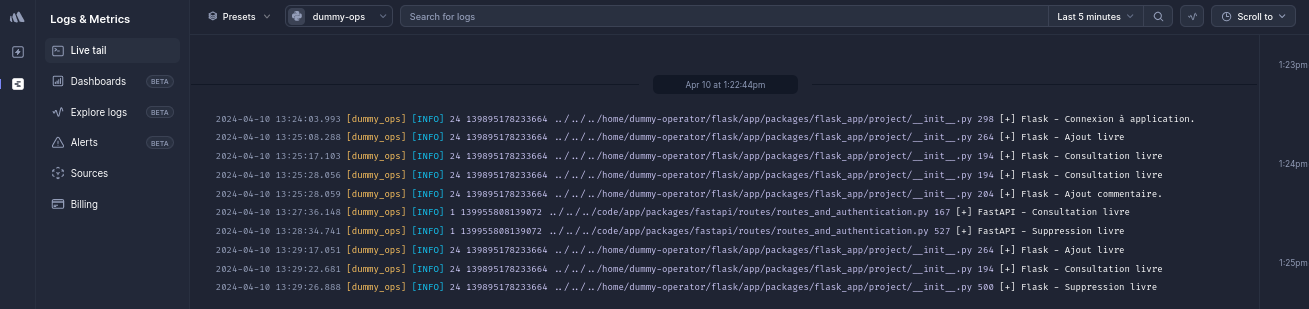 Logs & Metrics
Live tail
Dashboards BETA
Explore logs BETA
Alerts BETA
Sources
Billing
Presets dummy-ops Search for logs Last 5 minutes Scroll to
Apr 10 at 1:22:44pm
2024-04-10 13:24:03.993 [dummy_ops] [INFO] 24 139895178233664 ../../../home/dummy-operator/flask/app/packages/flask_app/project/__init__.py 298 [+] Flask - Connexion à application.
2024-04-10 13:25:08.288 [dummy_ops] [INFO] 24 139895178233664 ../../../home/dummy-operator/flask/app/packages/flask_app/project/__init__.py 264 [+] Flask - Ajout livre
2024-04-10 13:25:17.103 [dummy_ops] [INFO] 24 139895178233664 ../../../home/dummy-operator/flask/app/packages/flask_app/project/__init__.py 194 [+] Flask - Consultation livre
2024-04-10 13:25:28.056 [dummy_ops] [INFO] 24 139895178233664 ../../../home/dummy-operator/flask/app/packages/flask_app/project/__init__.py 194 [+] Flask - Consultation livre
2024-04-10 13:25:28.059 [dummy_ops] [INFO] 24 139895178233664 ../../../home/dummy-operator/flask/app/packages/flask_app/project/__init__.py 204 [+] Flask - Ajout commentaire.
2024-04-10 13:27:36.148 [dummy_ops] [INFO] 1 139955808139072 ../../../code/app/packages/fastapi/routes/routes_and_authentication.py 167 [+] FastAPI - Consultation livre
2024-04-10 13:28:34.741 [dummy_ops] [INFO] 1 139955808139072 ../../../code/app/packages/fastapi/routes/routes_and_authentication.py 527 [+] FastAPI - Suppression livre
2024-04-10 13:29:17.051 [dummy_ops] [INFO] 24 139895178233664 ../../../home/dummy-operator/flask/app/packages/flask_app/project/__init__.py 264 [+] Flask - Ajout livre
2024-04-10 13:29:22.681 [dummy_ops] [INFO] 24 139895178233664 ../../../home/dummy-operator/flask/app/packages/flask_app/project/__init__.py 194 [+] Flask - Consultation livre
2024-04-10 13:29:26.888 [dummy_ops] [INFO] 24 139895178233664 ../../../home/dummy-operator/flask/app/packages/flask_app/project/__init__.py 500 [+] Flask - Suppression livre
1:23pm
1:24pm
1:25pm